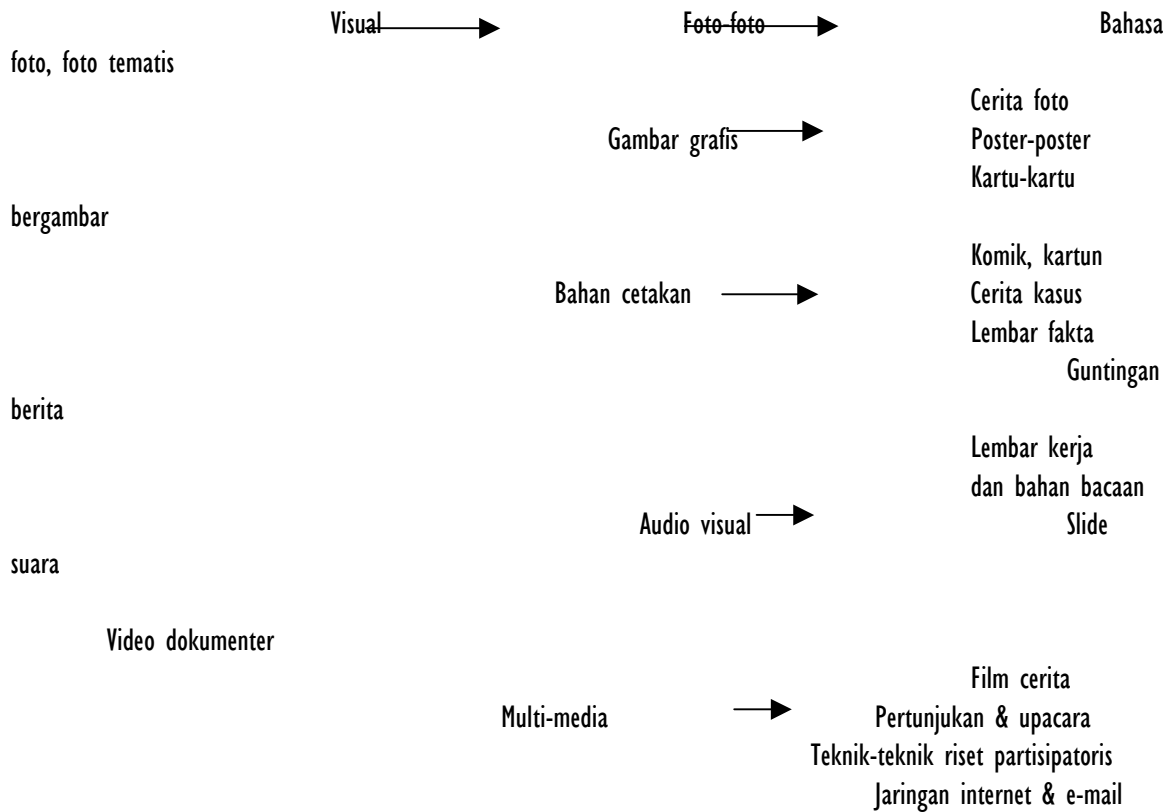 Visual Foto-foto Bahasa
foto, foto tematis
Cerita foto
Gambar grafis Poster-poster
Kartu-kartu
bergambar
Komik, kartun
Bahan cetakan Cerita kasus
Lembar fakta
Guntingan
berita
Lembar kerja
dan bahan bacaan
Audio visual Slide
suara
Video dokumenter
Film cerita
Multi-media Pertunjukan & upacara
Teknik-teknik riset partisipatoris
Jaringan internet & e-mail